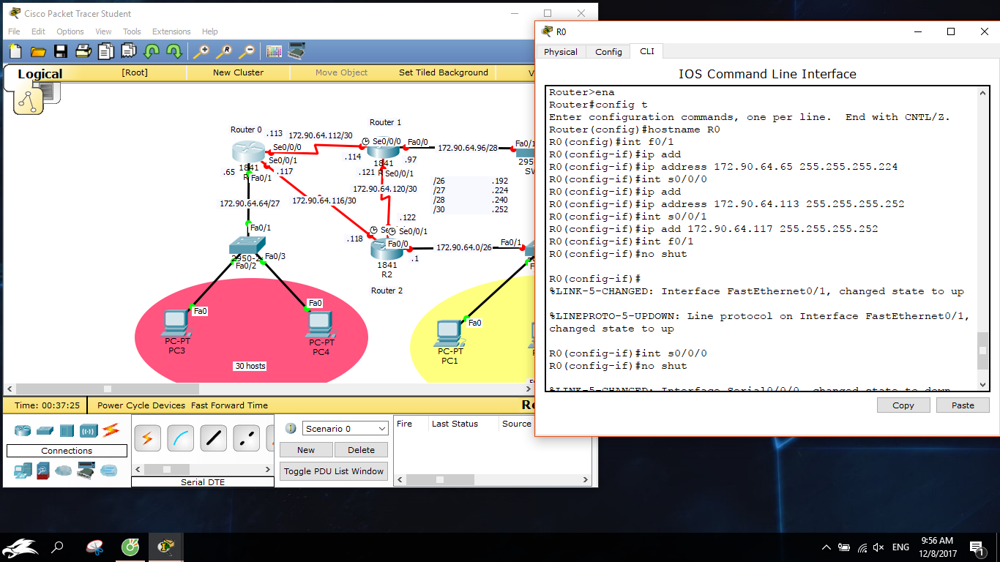 Cisco Packet Tracer Student
File Edit Options View Tools Extensions Help
Logical
[Root]
New Cluster
Move Object
Set Tiled Background
V
Router 0
.113
172.90.64.112/30
Router 1
Se0/0/0
Se0/0/0
Fa0/0
172.90.64.96/28
Fa0/1
Se0/0/1
.114
1841
.97
2950
SW
.65
1841
.117
Fa0/1
.121
Se0/0/1
172.90.64.120/30
/26 .192
/27 .224
/28 .240
/30 .252
172.90.64.64/27
172.90.64.116/30
.122
Fa0/1
.118
Se0/0/1
Fa0/0
172.90.64.0/26
Fa0/1
2950-2
Fa0/3
Fa0/2
1841
R2
.1
Router 2
Fa0
Fa0
Fa0
PC-PT
PC3
PC-PT
PC4
PC-PT
PC1
30 hosts
Time: 00:37:25
Power Cycle Devices Fast Forward Time
Re
Connections
Serial DTE
Scenario 0
New
Delete
Toggle PDU List Window
Fire
Last Status
Source
R0
Physical
Config
CLI
IOS Command Line Interface
Router>ena
Router#config t
Enter configuration commands, one per line. End with CNTL/Z.
Router(config)#hostname R0
R0(config)#int f0/1
R0(config-if)#ip add
R0(config-if)#ip address 172.90.64.65 255.255.255.224
R0(config-if)#int s0/0/0
R0(config-if)#ip add
R0(config-if)#ip address 172.90.64.113 255.255.255.252
R0(config-if)#int s0/0/1
R0(config-if)#ip add 172.90.64.117 255.255.255.252
R0(config-if)#int f0/1
R0(config-if)#no shut
R0(config-if)#
%LINK-5-CHANGED: Interface FastEthernet0/1, changed state to up
%LINEPROTO-5-UPDOWN: Line protocol on Interface FastEthernet0/1,
changed state to up
R0(config-if)#int s0/0/0
R0(config-if)#no shut
%LINK-5-CHANGED: Interface Serial0/0/0, changed state to down
Copy
Paste
ENG
9:56 AM
12/8/2017
1